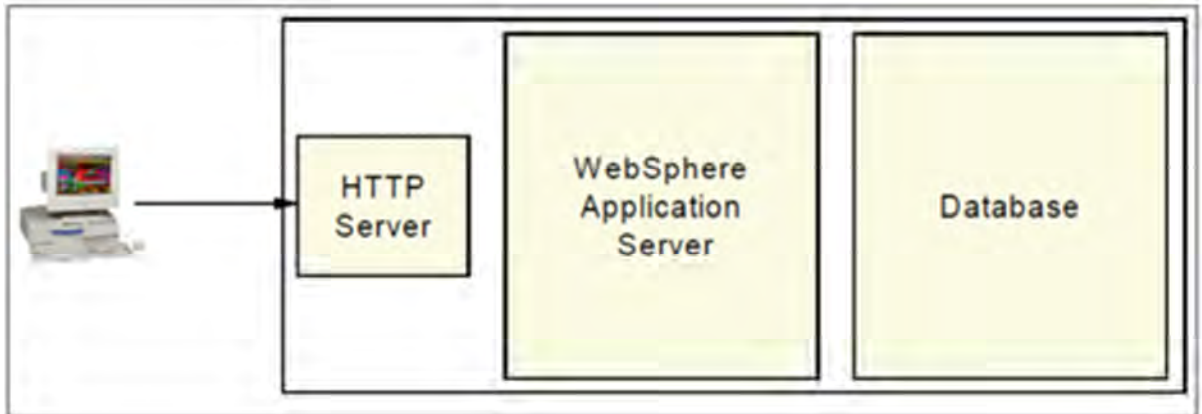 HTTP
Server
WebSphere
Application
Server
Database